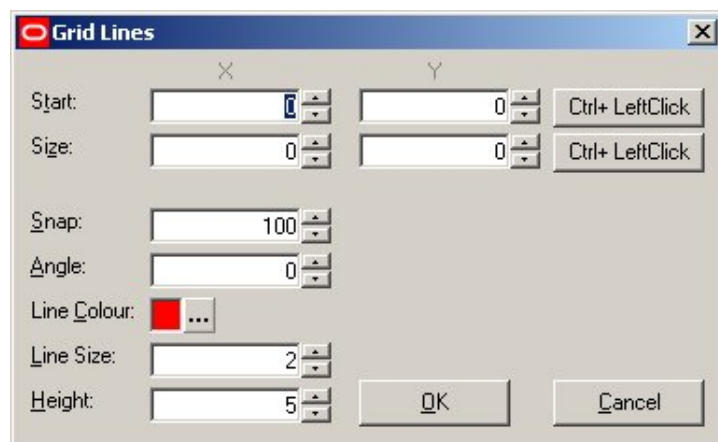 Grid Lines
X Y
Start: 0 0 Ctrl+ LeftClick
Size: 0 0 Ctrl+ LeftClick
Snap: 100
Angle: 0
Line Colour: ...
Line Size: 2
Height: 5 OK Cancel